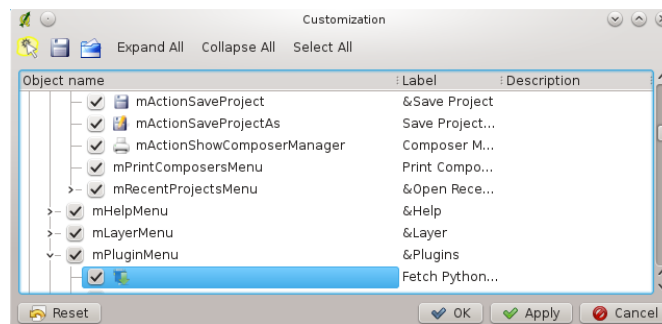 Customization
Expand All Collapse All Select All
Object name Label Description
mActionSaveProject &Save Project
mActionSaveProjectAs Save Project...
mActionShowComposerManager Composer M...
mPrintComposersMenu Print Compo...
mRecentProjectsMenu &Open Rece...
mHelpMenu &Help
mLayerMenu &Layer
mPluginMenu &Plugins
Fetch Python...
Reset OK Apply Cancel